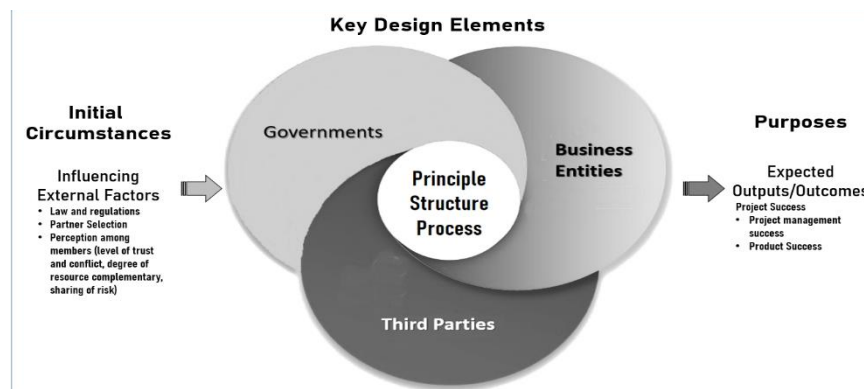 Key Design Elements
Initial
Circumstances
Influencing
External Factors
• Law and regulations
• Partner Selection
• Perception among
members (level of trust
and conflict, degree of
resource complementary,
sharing of risk)
Governments
Business
Entities
Principle
Structure
Process
Third Parties
Purposes
Expected
Outputs/Outcomes
Project Success
• Project management
success
• Product Success